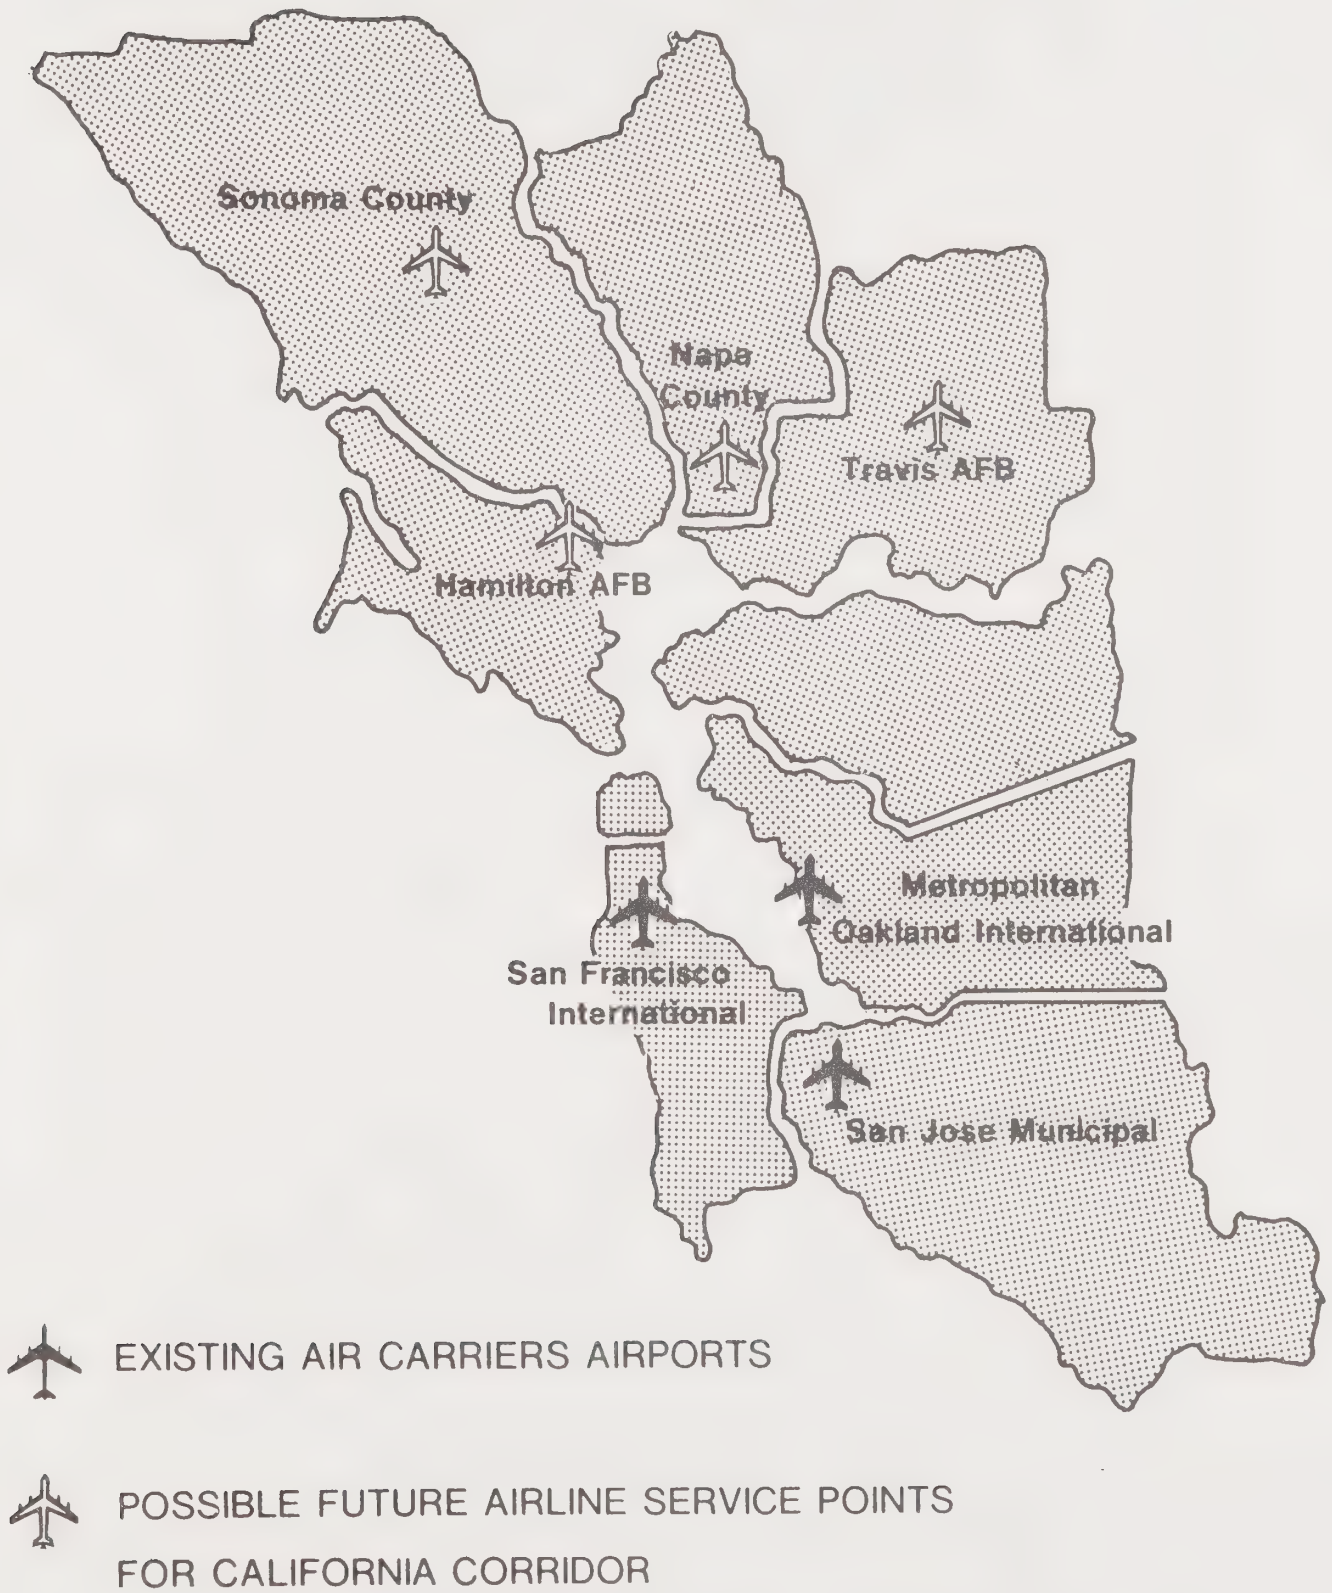 Sonoma County
Napa
County
Travis AFB
Hamilton AFB
Metropolitan
Oakland International
San Francisco
International
San Jose Municipal
EXISTING AIR CARRIERS AIRPORTS
POSSIBLE FUTURE AIRLINE SERVICE POINTS
FOR CALIFORNIA CORRIDOR